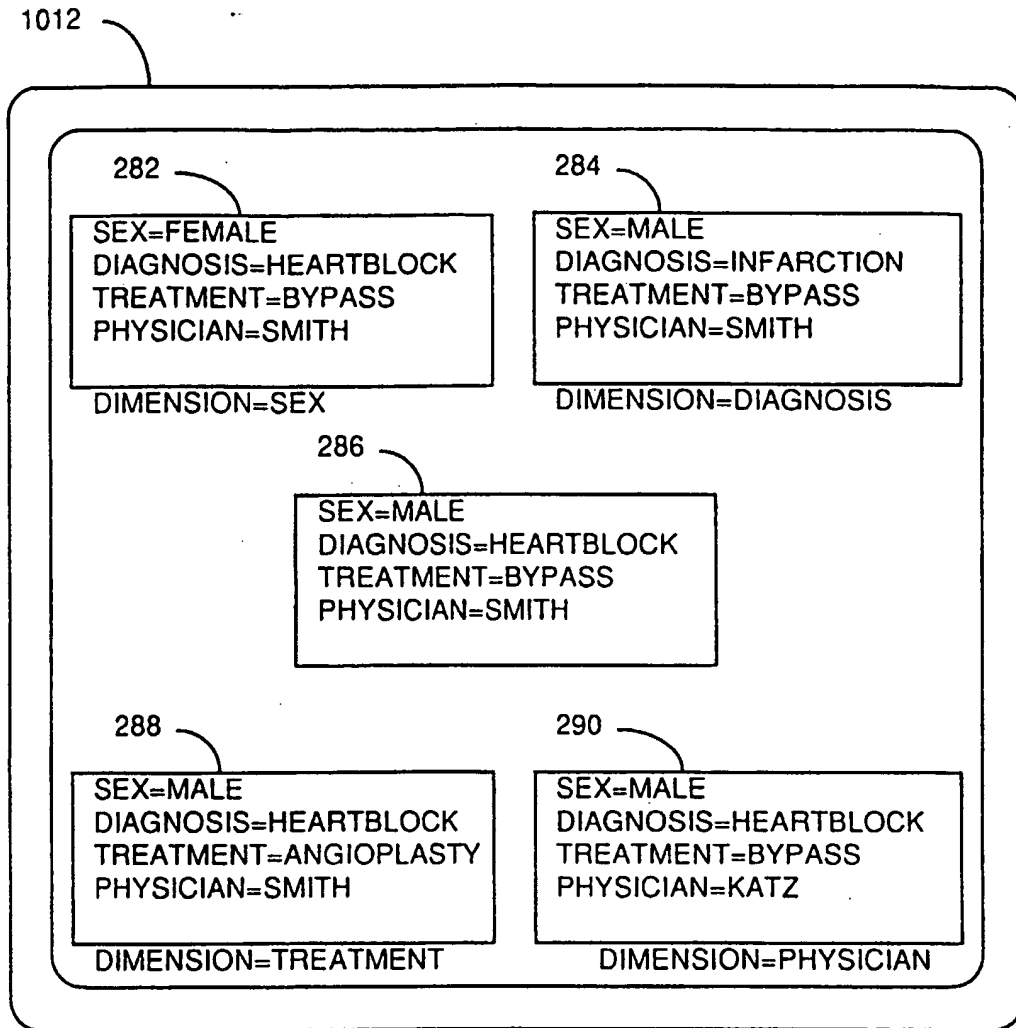 1012
282
SEX=FEMALE
DIAGNOSIS=HEARTBLOCK
TREATMENT=BYPASS
PHYSICIAN=SMITH
DIMENSION=SEX
284
SEX=MALE
DIAGNOSIS=INFARCTION
TREATMENT=BYPASS
PHYSICIAN=SMITH
DIMENSION=DIAGNOSIS
286
SEX=MALE
DIAGNOSIS=HEARTBLOCK
TREATMENT=BYPASS
PHYSICIAN=SMITH
288
SEX=MALE
DIAGNOSIS=HEARTBLOCK
TREATMENT=ANGIOPLASTY
PHYSICIAN=SMITH
DIMENSION=TREATMENT
290
SEX=MALE
DIAGNOSIS=HEARTBLOCK
TREATMENT=BYPASS
PHYSICIAN=KATZ
DIMENSION=PHYSICIAN